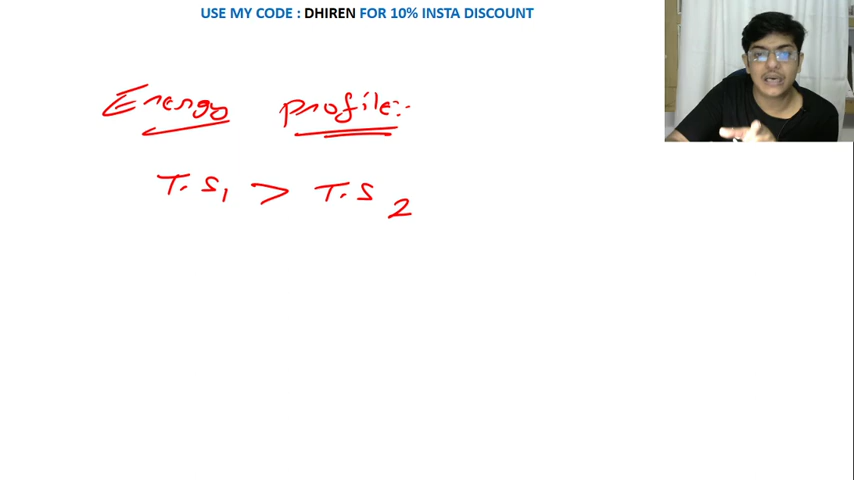 USE MY CODE : DHIREN FOR 10% INSTA DISCOUNT
Energy profile:-
T.S1 > T.S2